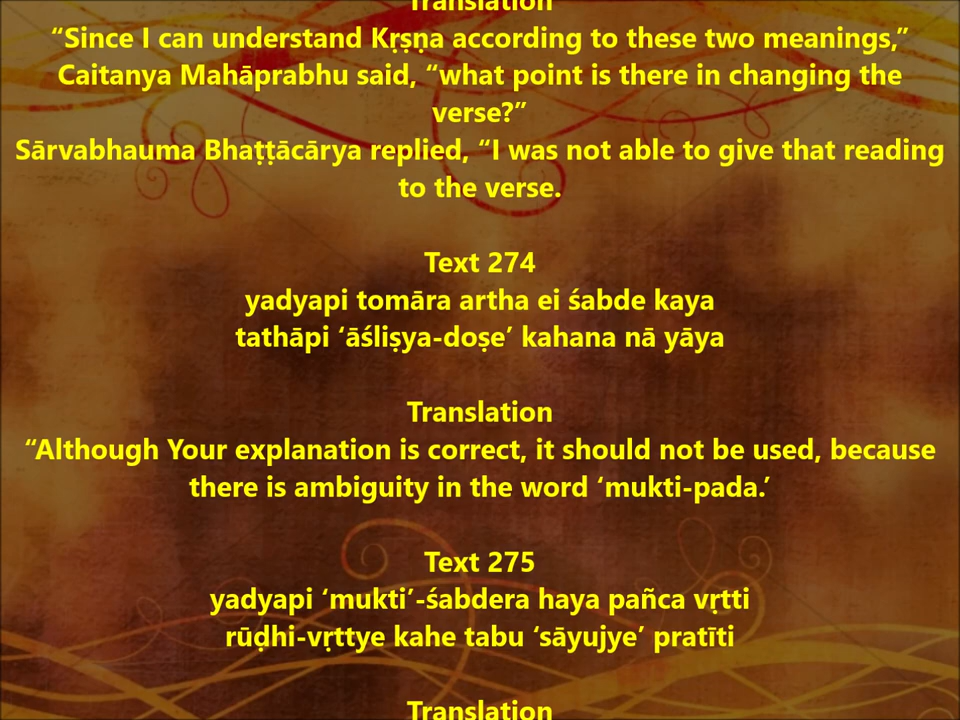 Translation
“Since I can understand Kṛṣṇa according to these two meanings,”
Caitanya Mahāprabhu said, “what point is there in changing the
verse?”
Sārvabhauma Bhaṭṭācārya replied, “I was not able to give that reading
to the verse.
Text 274
yadyapi tomāra artha ei śabde kaya
tathāpi ‘āśliṣya-doṣe’ kahana nā yāya
Translation
“Although Your explanation is correct, it should not be used, because
there is ambiguity in the word ‘mukti-pada.’
Text 275
yadyapi ‘mukti’-śabdera haya pañca vṛtti
rūḍhi-vṛttye kahe tabu ‘sāyujye’ pratīti
Translation